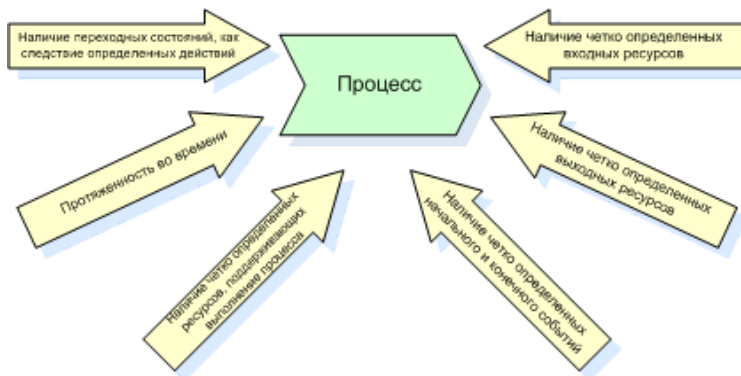 Наличие переходных состояний, как
следствие определенных действий
Наличие четко определенных
входных ресурсов
Процесс
Протяженность во времени
Наличие четко определенных
выходных ресурсов
Наличие четко определенных
ресурсов, поддерживающих
выполнение процесса
Наличие четко определенных
начального и конечного событий